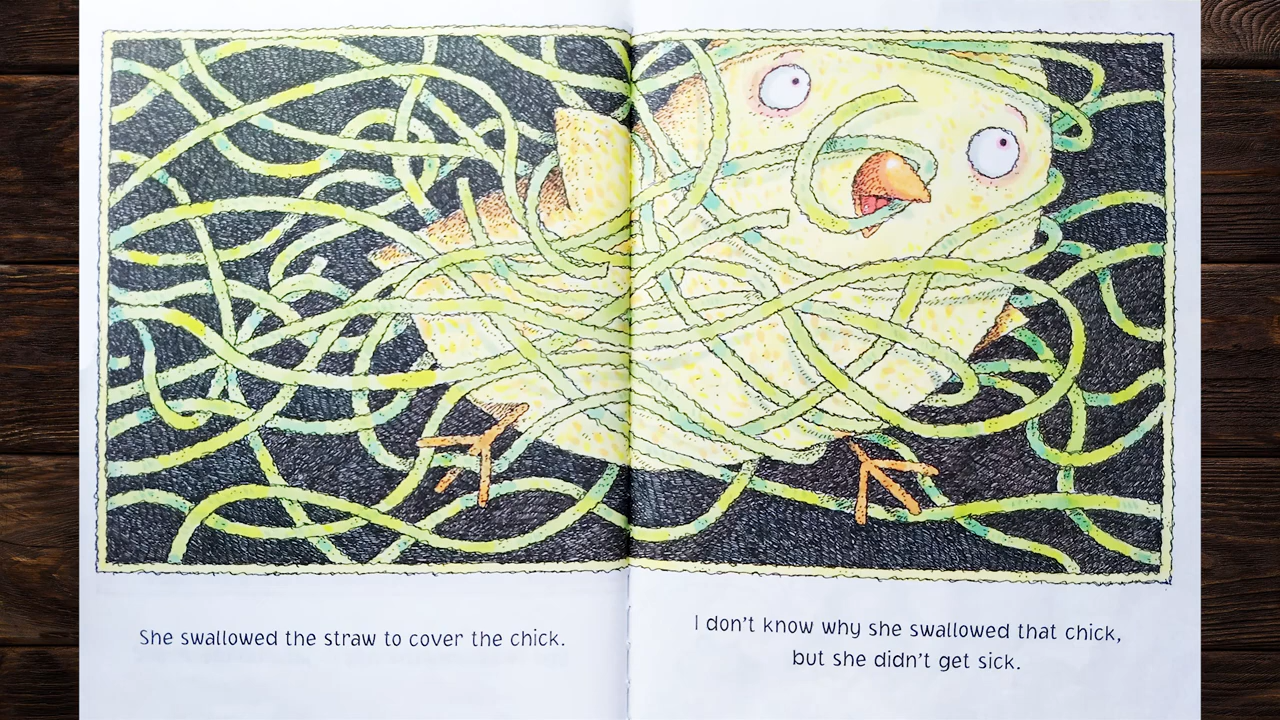 She swallowed the straw to cover the chick.
I don't know why she swallowed that chick,
but she didn't get sick.